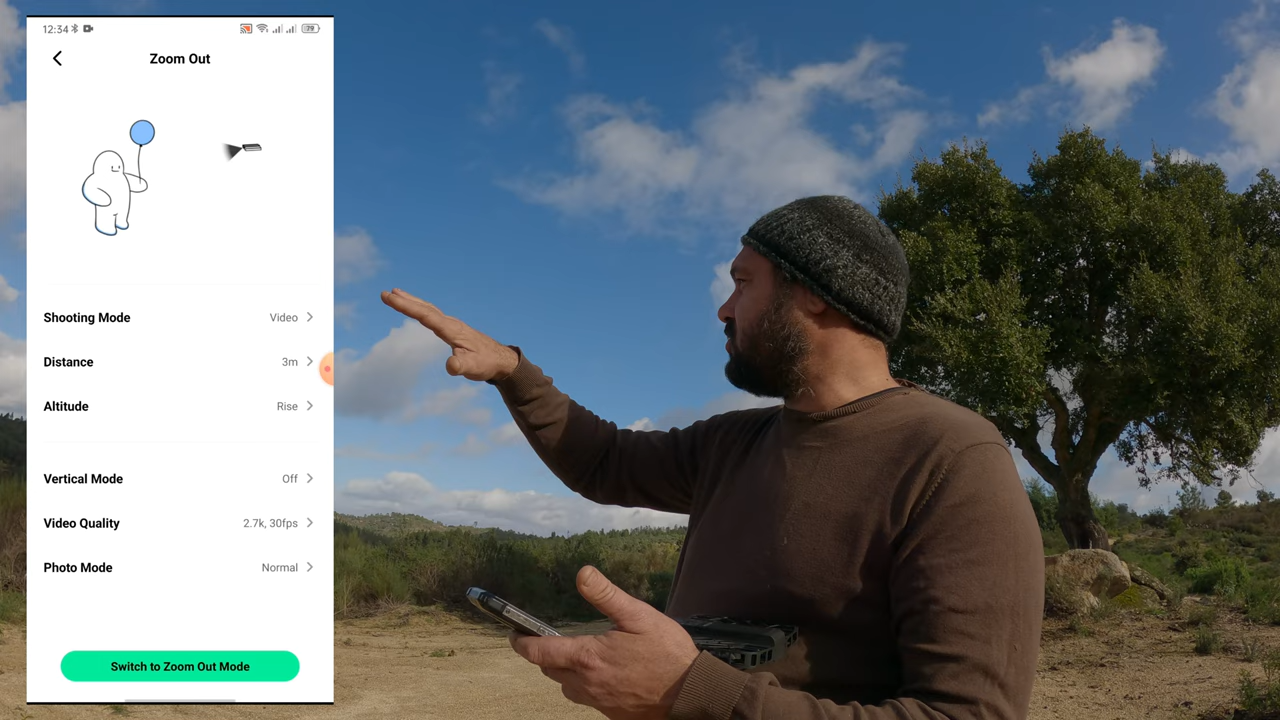 12:34
Zoom Out
Shooting Mode Video
Distance 3m
Altitude Rise
Vertical Mode Off
Video Quality 2.7k, 30fps
Photo Mode Normal
Switch to Zoom Out Mode